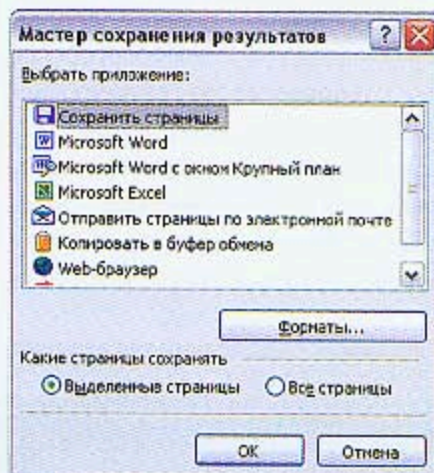 Мастер сохранения результатов
Выбрать приложение:
Сохранить страницы
Microsoft Word
Microsoft Word с окном Крупный план
Microsoft Excel
Отправить страницы по электронной почте
Копировать в буфер обмена
Web-браузер
Форматы...
Какие страницы сохранять
Выделенные страницы
Все страницы
ОК
Отмена